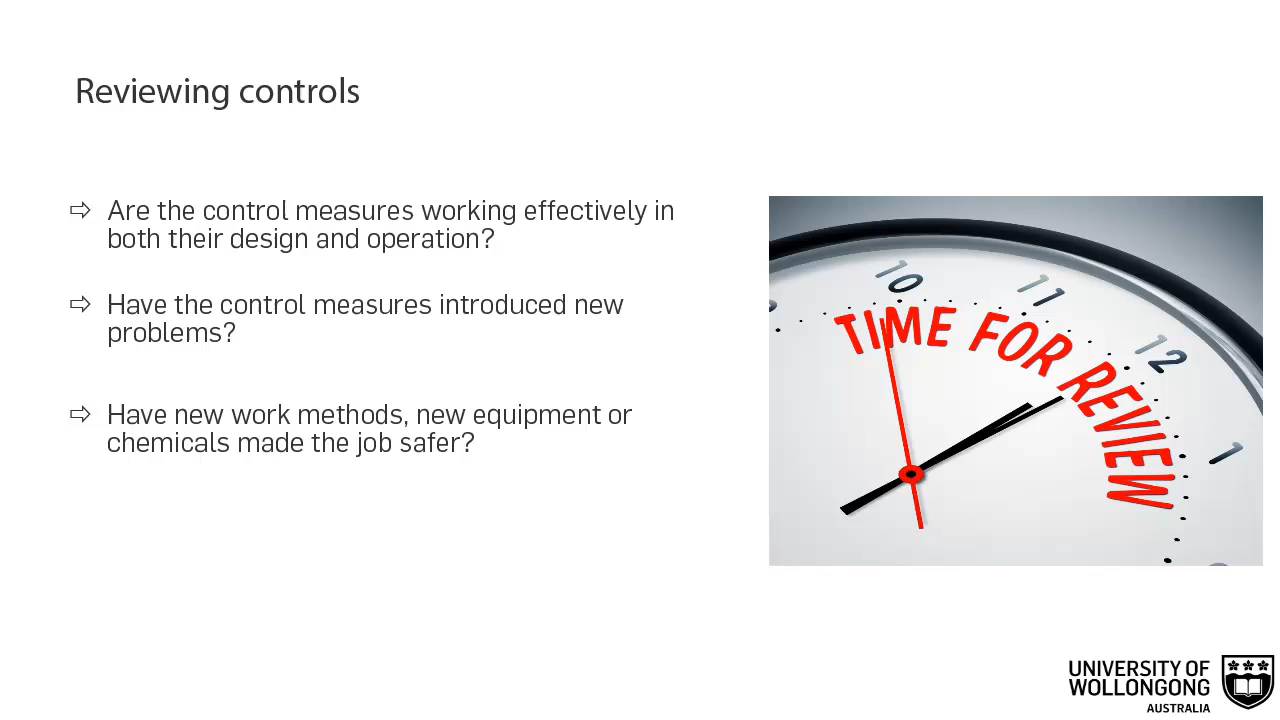 Reviewing controls
⇨ Are the control measures working effectively in
both their design and operation?
⇨ Have the control measures introduced new
problems?
⇨ Have new work methods, new equipment or
chemicals made the job safer?
10
11
12
1
TIME FOR REVIEW
UNIVERSITY OF
WOLLONGONG
AUSTRALIA